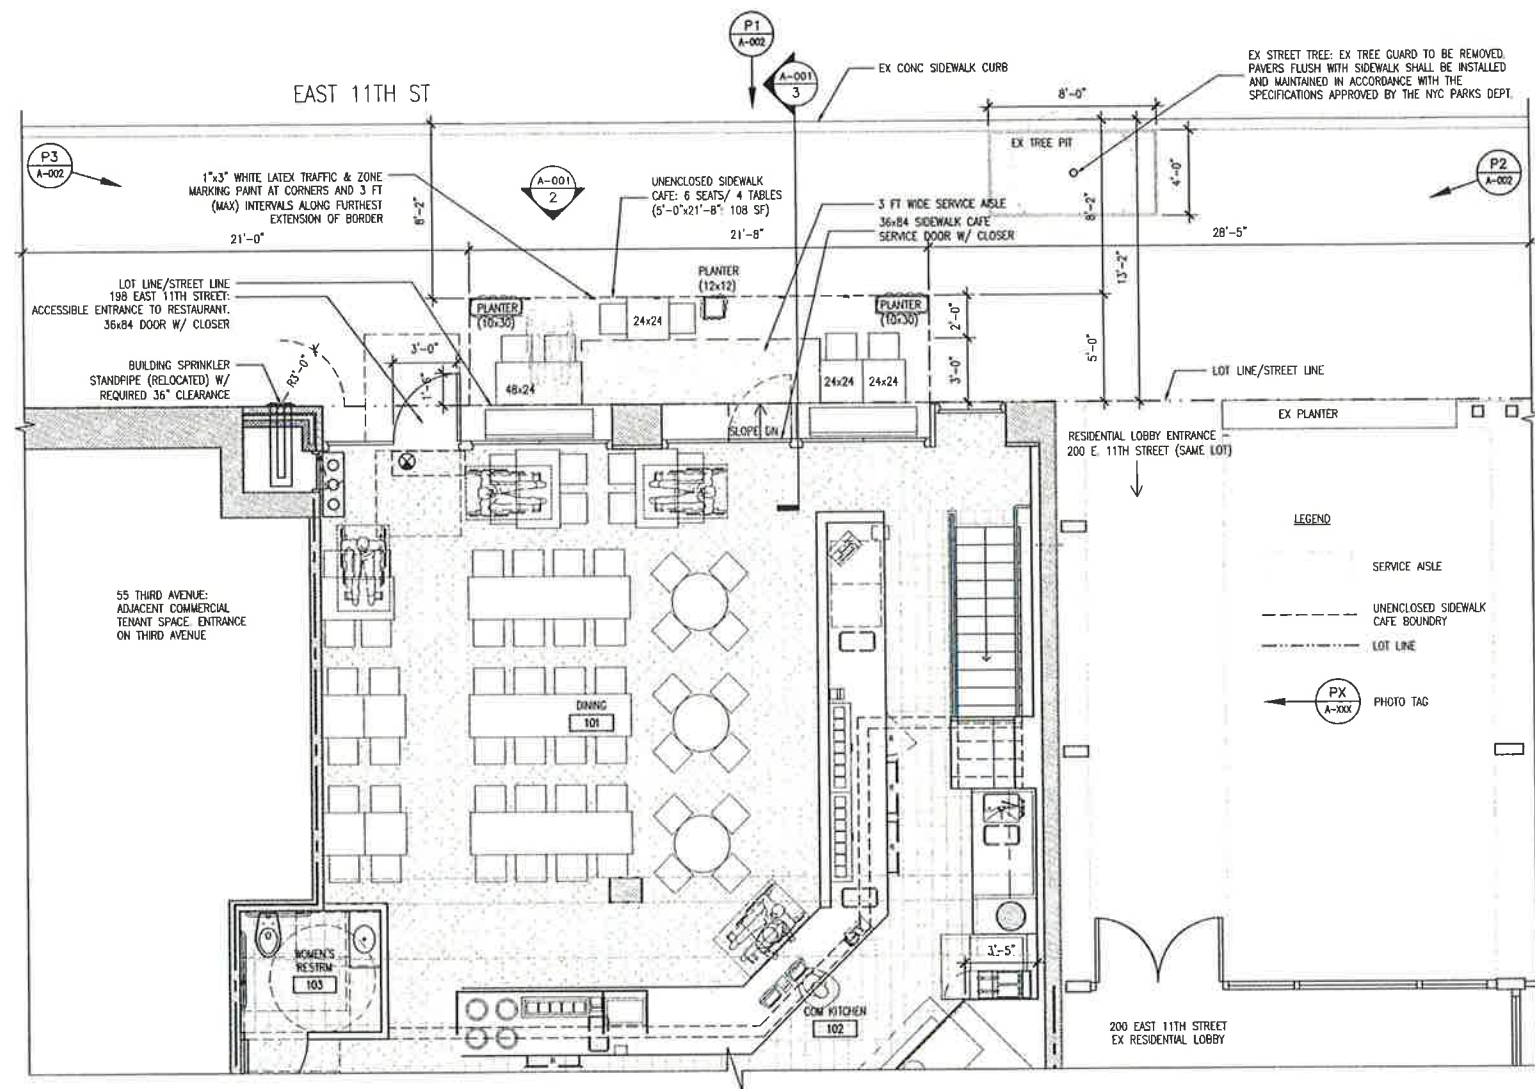 P1
A-002
A-001
3
EX CONC SIDEWALK CURB
EX STREET TREE: EX TREE GUARD TO BE REMOVED.
PAVERS FLUSH WITH SIDEWALK SHALL BE INSTALLED
AND MAINTAINED IN ACCORDANCE WITH THE
SPECIFICATIONS APPROVED BY THE NYC PARKS DEPT.
EAST 11TH ST
8'-0"
EX TREE PIT
4'-0"
P3
A-002
P2
A-002
1"x3" WHITE LATEX TRAFFIC & ZONE
MARKING PAINT AT CORNERS AND 3 FT
(MAX) INTERVALS ALONG FURTHEST
EXTENSION OF BORDER
8'-2"
A-001
2
UNENCLOSED SIDEWALK
CAFE: 6 SEATS/ 4 TABLES
(5'-0"x21'-8": 108 SF)
3 FT WIDE SERVICE AISLE
36x84 SIDEWALK CAFE
SERVICE DOOR W/ CLOSER
8'-2"
21'-0"
21'-8"
28'-5"
13'-2"
LOT LINE/STREET LINE
198 EAST 11TH STREET:
ACCESSIBLE ENTRANCE TO RESTAURANT.
36x84 DOOR W/ CLOSER
PLANTER
(12x12)
PLANTER
(10x30)
24x24
PLANTER
(10x30)
2'-0"
5'-0"
3'-0"
BUILDING SPRINKLER
STANDPIPE (RELOCATED) W/
REQUIRED 36" CLEARANCE
R3'-0"
3'-0"
1'-6"
48x24
24x24
24x24
LOT LINE/STREET LINE
SLOPE DN
EX PLANTER
RESIDENTIAL LOBBY ENTRANCE
200 E. 11TH STREET (SAME LOT)
LEGEND
SERVICE AISLE
UNENCLOSED SIDEWALK
CAFE BOUNDRY
LOT LINE
PX
A-XXX
PHOTO TAG
55 THIRD AVENUE:
ADJACENT COMMERCIAL
TENANT SPACE. ENTRANCE
ON THIRD AVENUE
DINING
101
WOMEN'S
RESTRM
103
3'-5"
COM KITCHEN
102
200 EAST 11TH STREET
EX RESIDENTIAL LOBBY